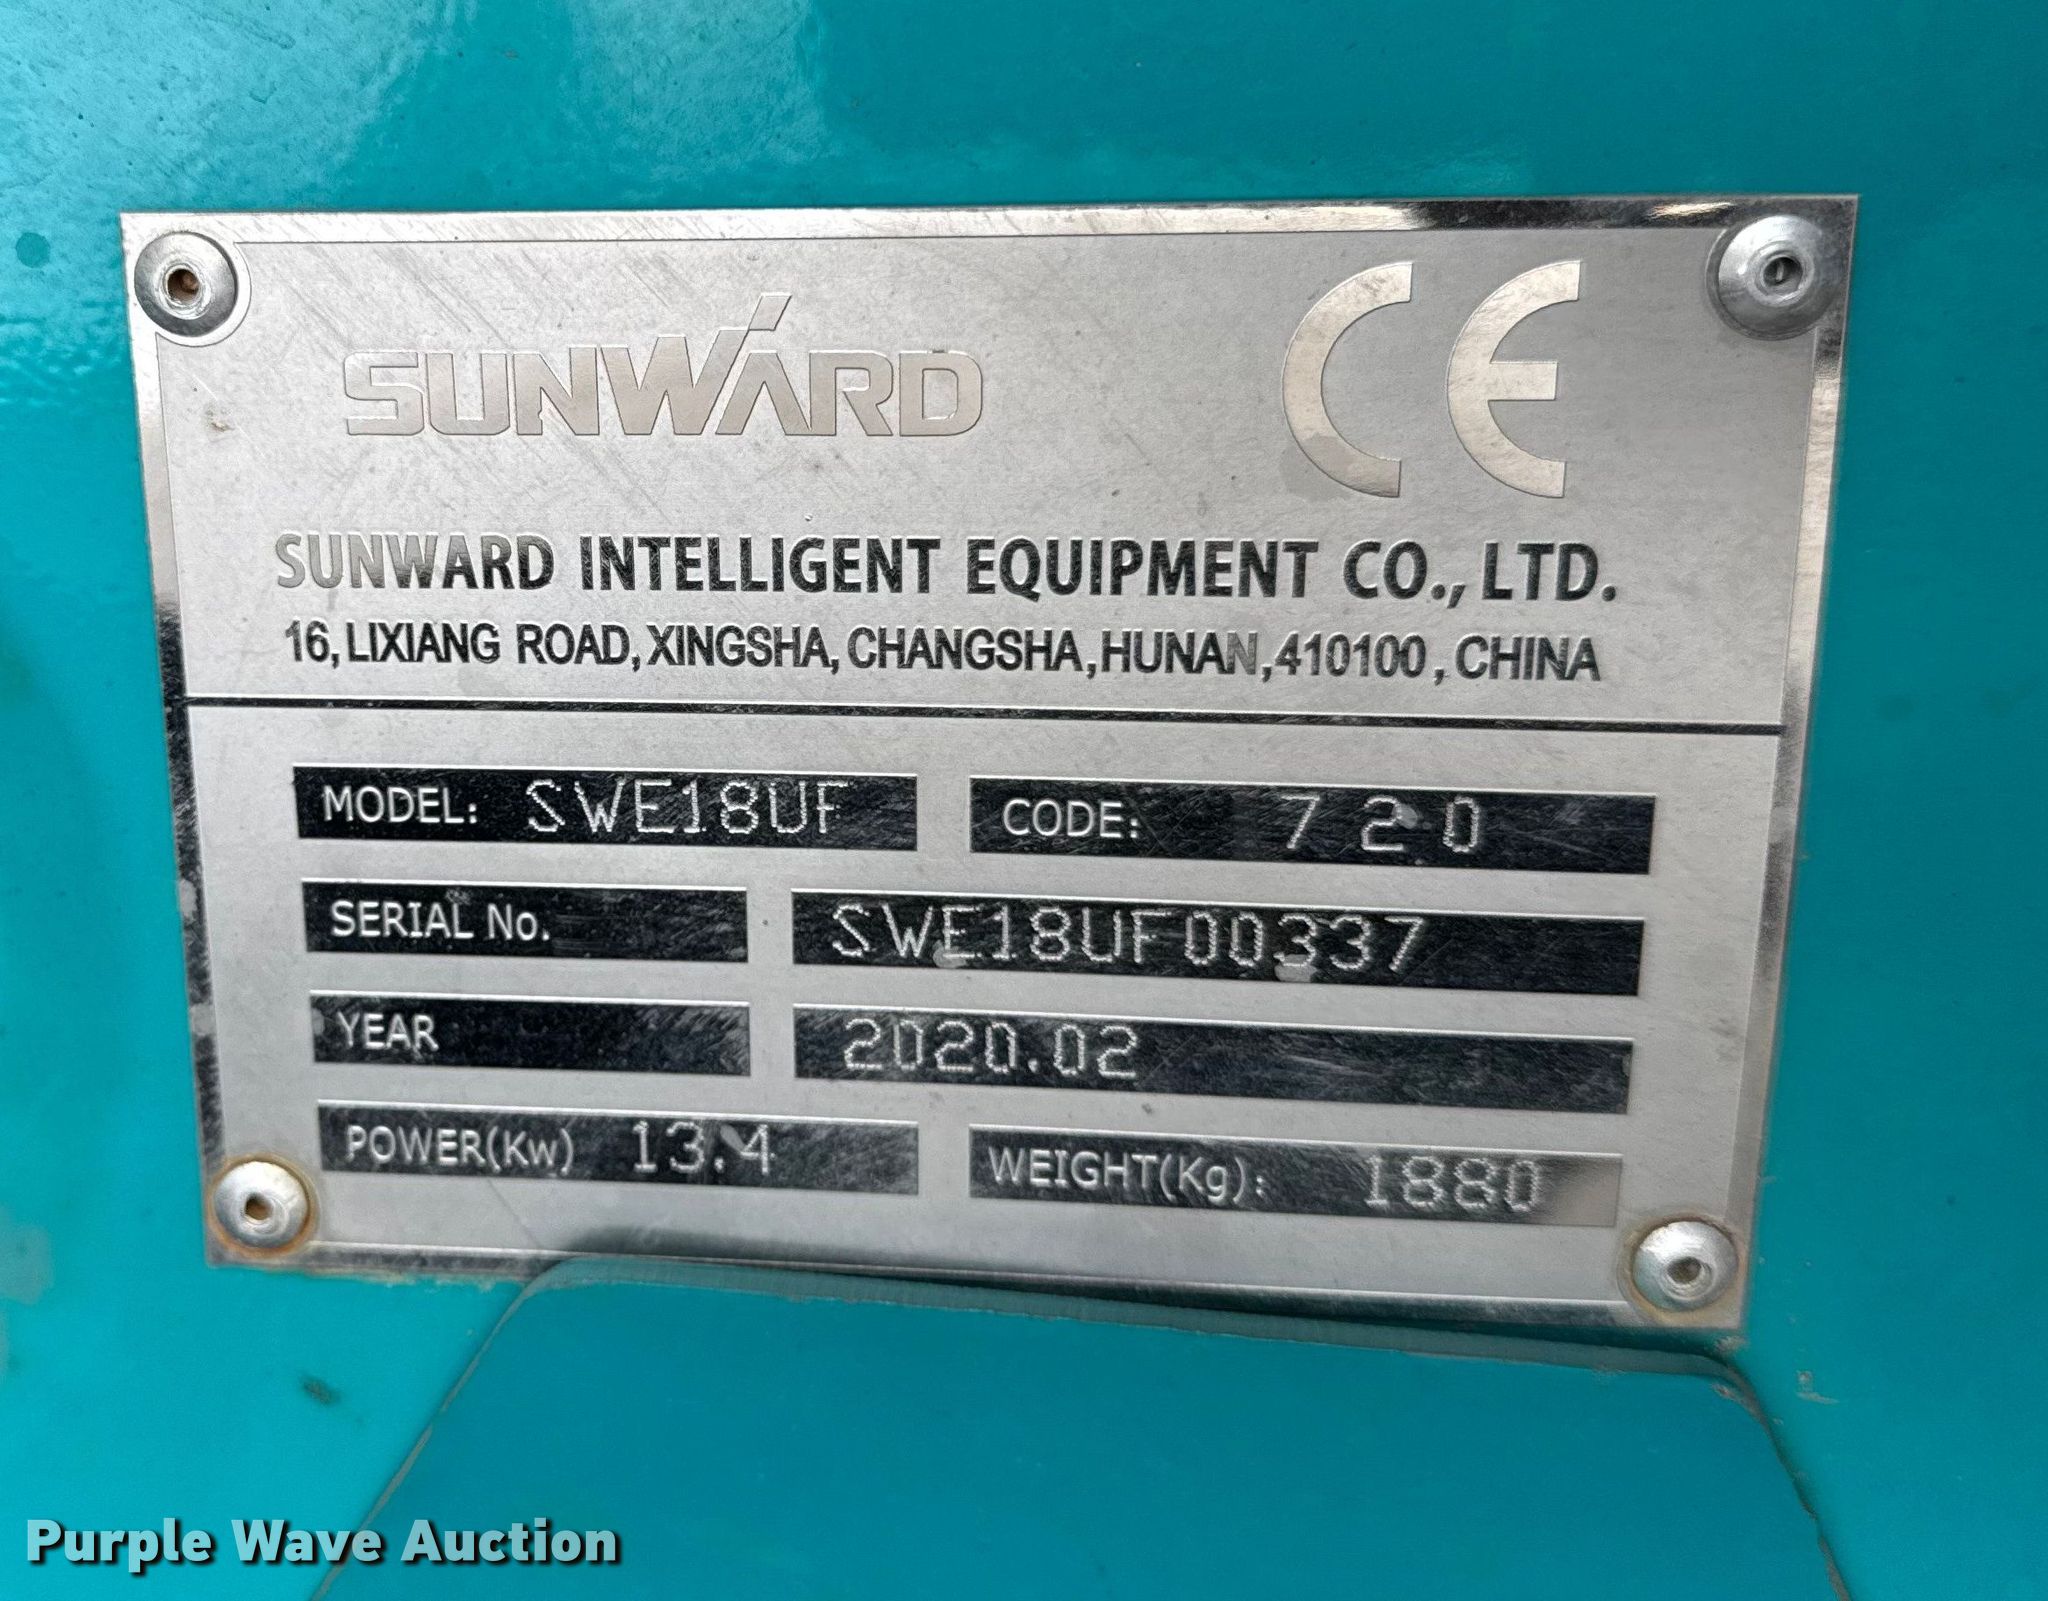 SUNWARD CE
SUNWARD INTELLIGENT EQUIPMENT CO., LTD.
16, LIXIANG ROAD, XINGSHA, CHANGSHA, HUNAN, 410100, CHINA
MODEL: SWE18UF CODE: 720
SERIAL No. SWE18UF00337
YEAR 2020.02
POWER(Kw) 13.4 WEIGHT(Kg): 1880
Purple Wave Auction